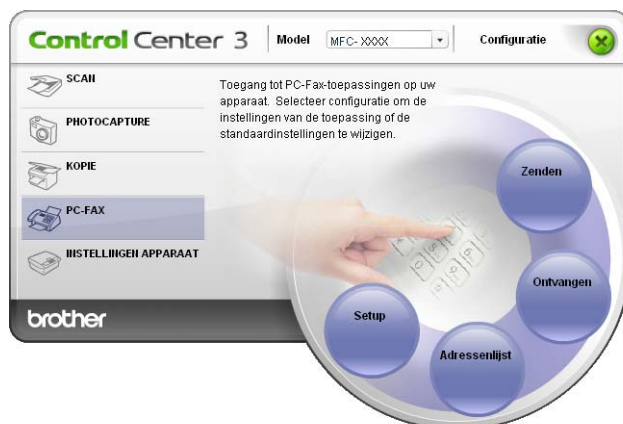 Control Center 3
Model
MFC- XXXX
Configuratie
SCAN
PHOTOCAPTURE
KOPIE
PC-FAX
INSTELLINGEN APPARAAT
Toegang tot PC-Fax-toepassingen op uw
apparaat. Selecteer configuratie om de
instellingen van de toepassing of de
standaardinstellingen te wijzigen.
Zenden
Ontvangen
Adressenlijst
Setup
brother